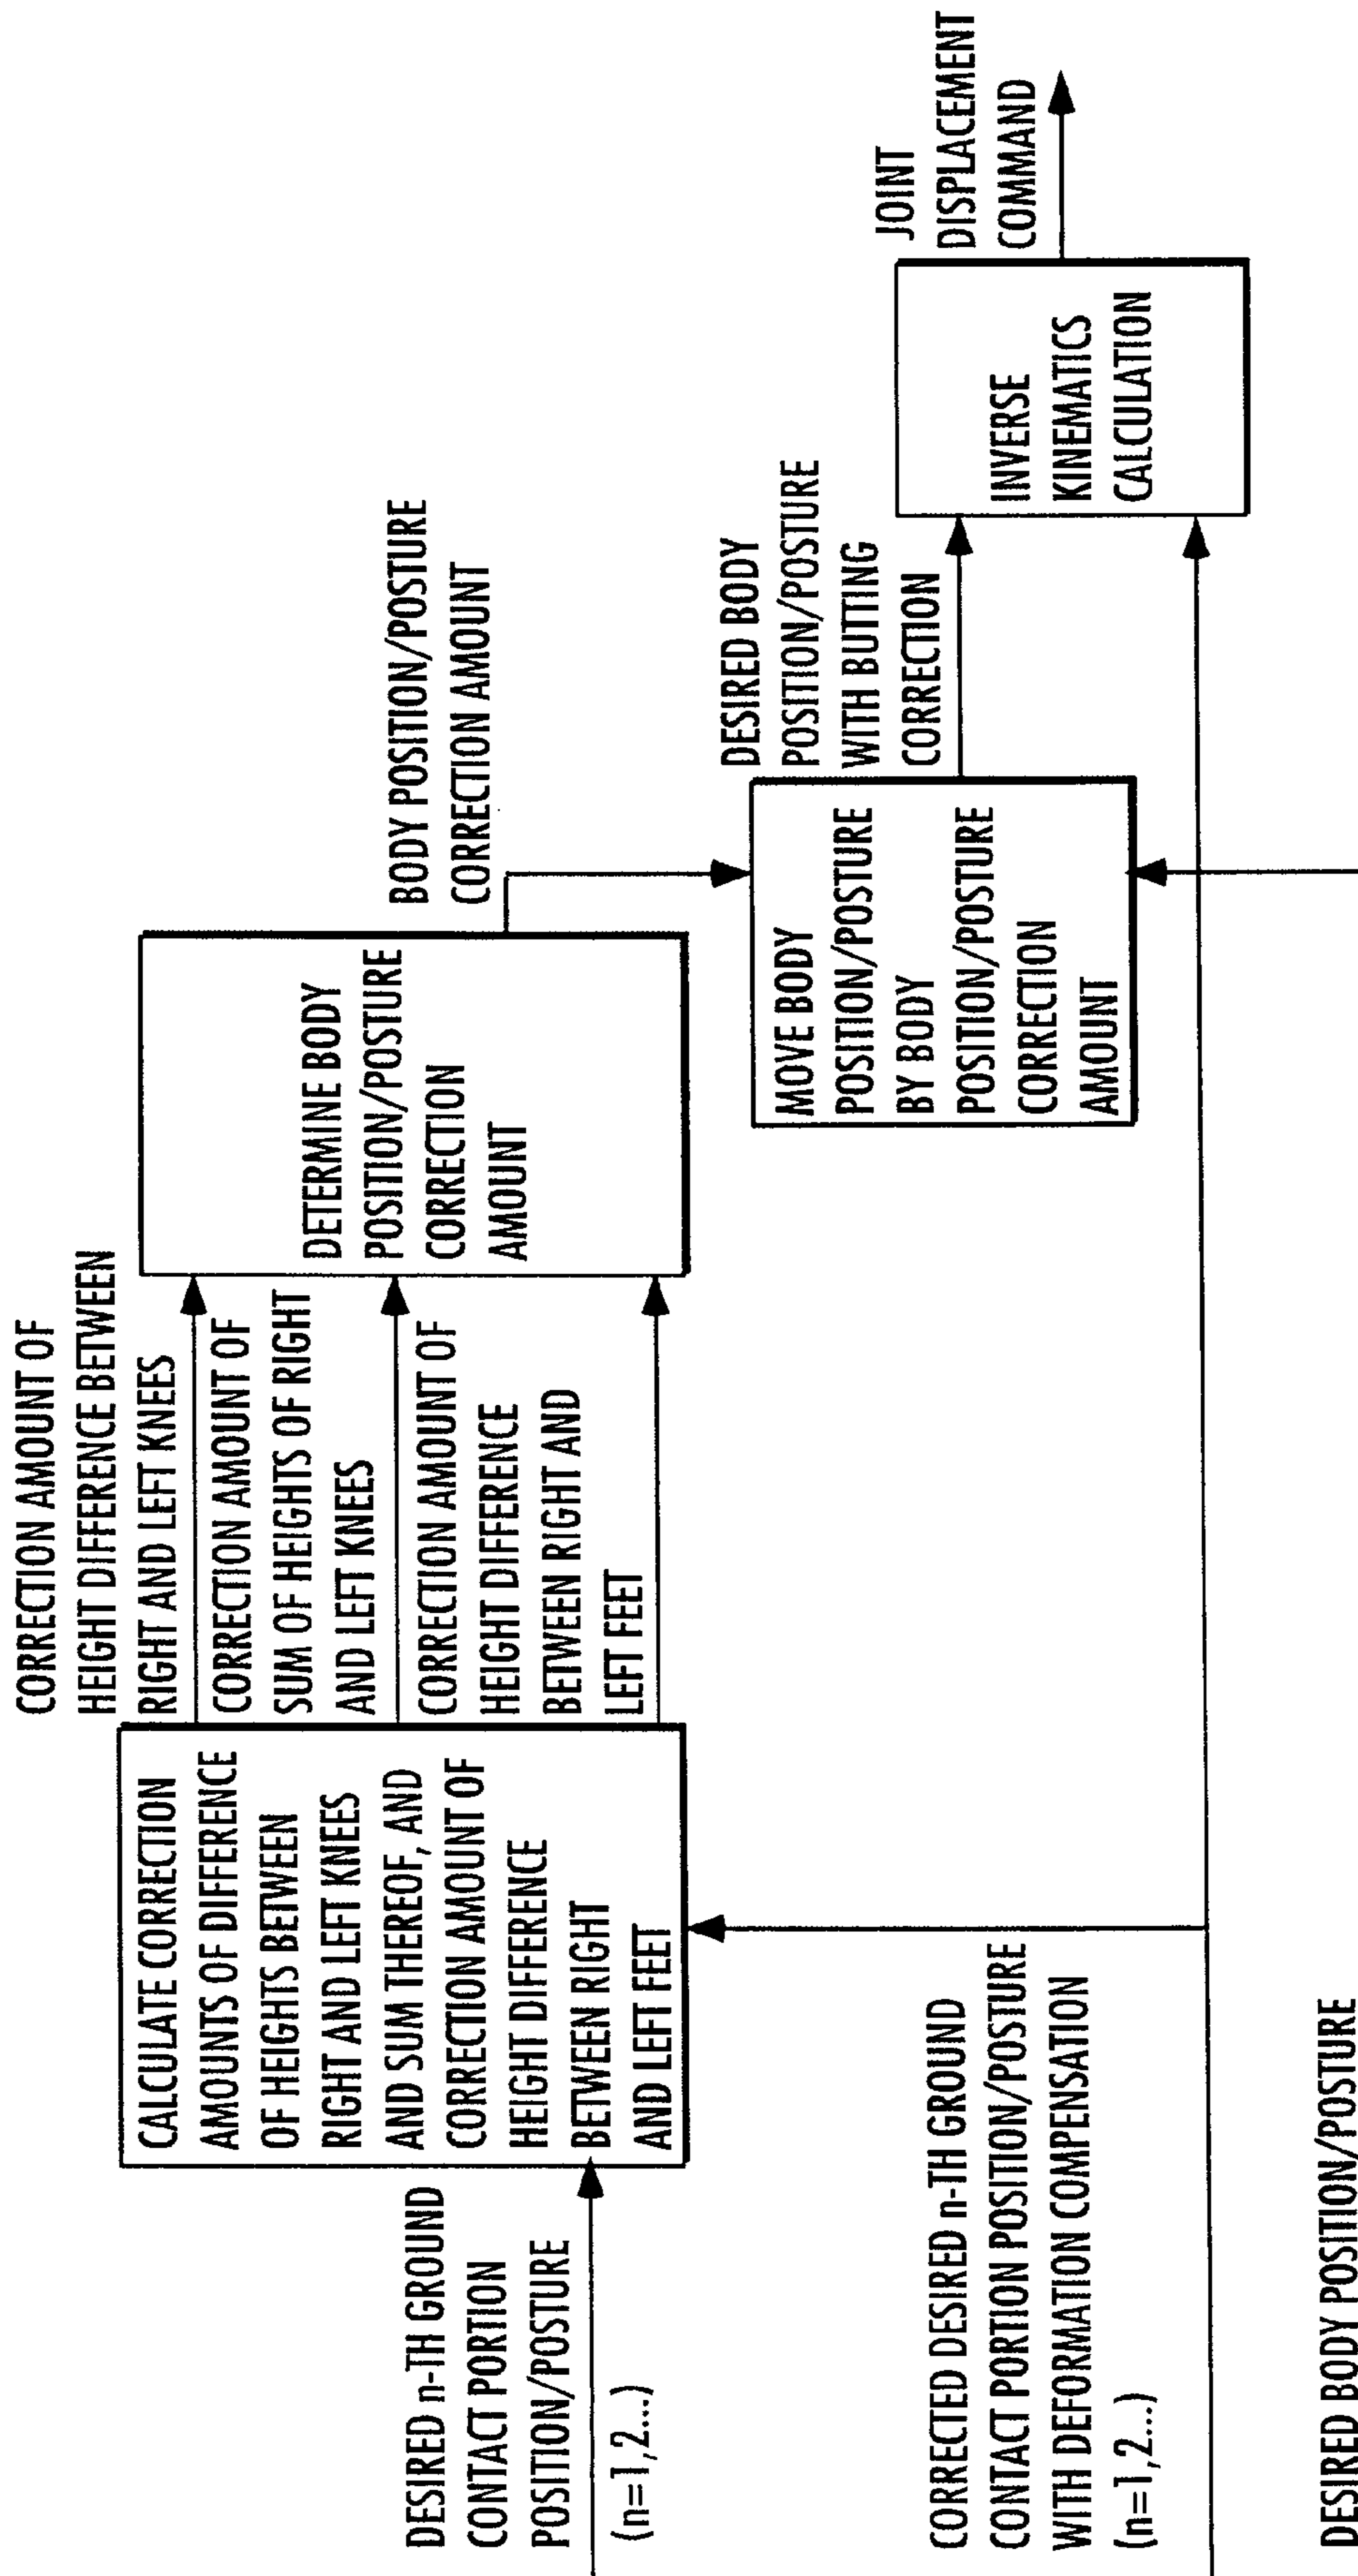 DESIRED n-TH GROUND
CONTACT PORTION
POSITION/POSTURE
(n=1,2...)
CALCULATE CORRECTION
AMOUNTS OF DIFFERENCE
OF HEIGHTS BETWEEN
RIGHT AND LEFT KNEES
AND SUM THEREOF, AND
CORRECTION AMOUNT OF
HEIGHT DIFFERENCE
BETWEEN RIGHT
AND LEFT FEET
CORRECTION AMOUNT OF
HEIGHT DIFFERENCE BETWEEN
RIGHT AND LEFT KNEES
CORRECTION AMOUNT OF
SUM OF HEIGHTS OF RIGHT
AND LEFT KNEES
CORRECTION AMOUNT OF
HEIGHT DIFFERENCE
BETWEEN RIGHT AND
LEFT FEET
DETERMINE BODY
POSITION/POSTURE
CORRECTION
AMOUNT
BODY POSITION/POSTURE
CORRECTION AMOUNT
MOVE BODY
POSITION/POSTURE
BY BODY
POSITION/POSTURE
CORRECTION
AMOUNT
DESIRED BODY
POSITION/POSTURE
WITH BUTTING
CORRECTION
INVERSE
KINEMATICS
CALCULATION
JOINT
DISPLACEMENT
COMMAND
CORRECTED DESIRED n-TH GROUND
CONTACT PORTION POSITION/POSTURE
WITH DEFORMATION COMPENSATION
(n=1,2...)
DESIRED BODY POSITION/POSTURE